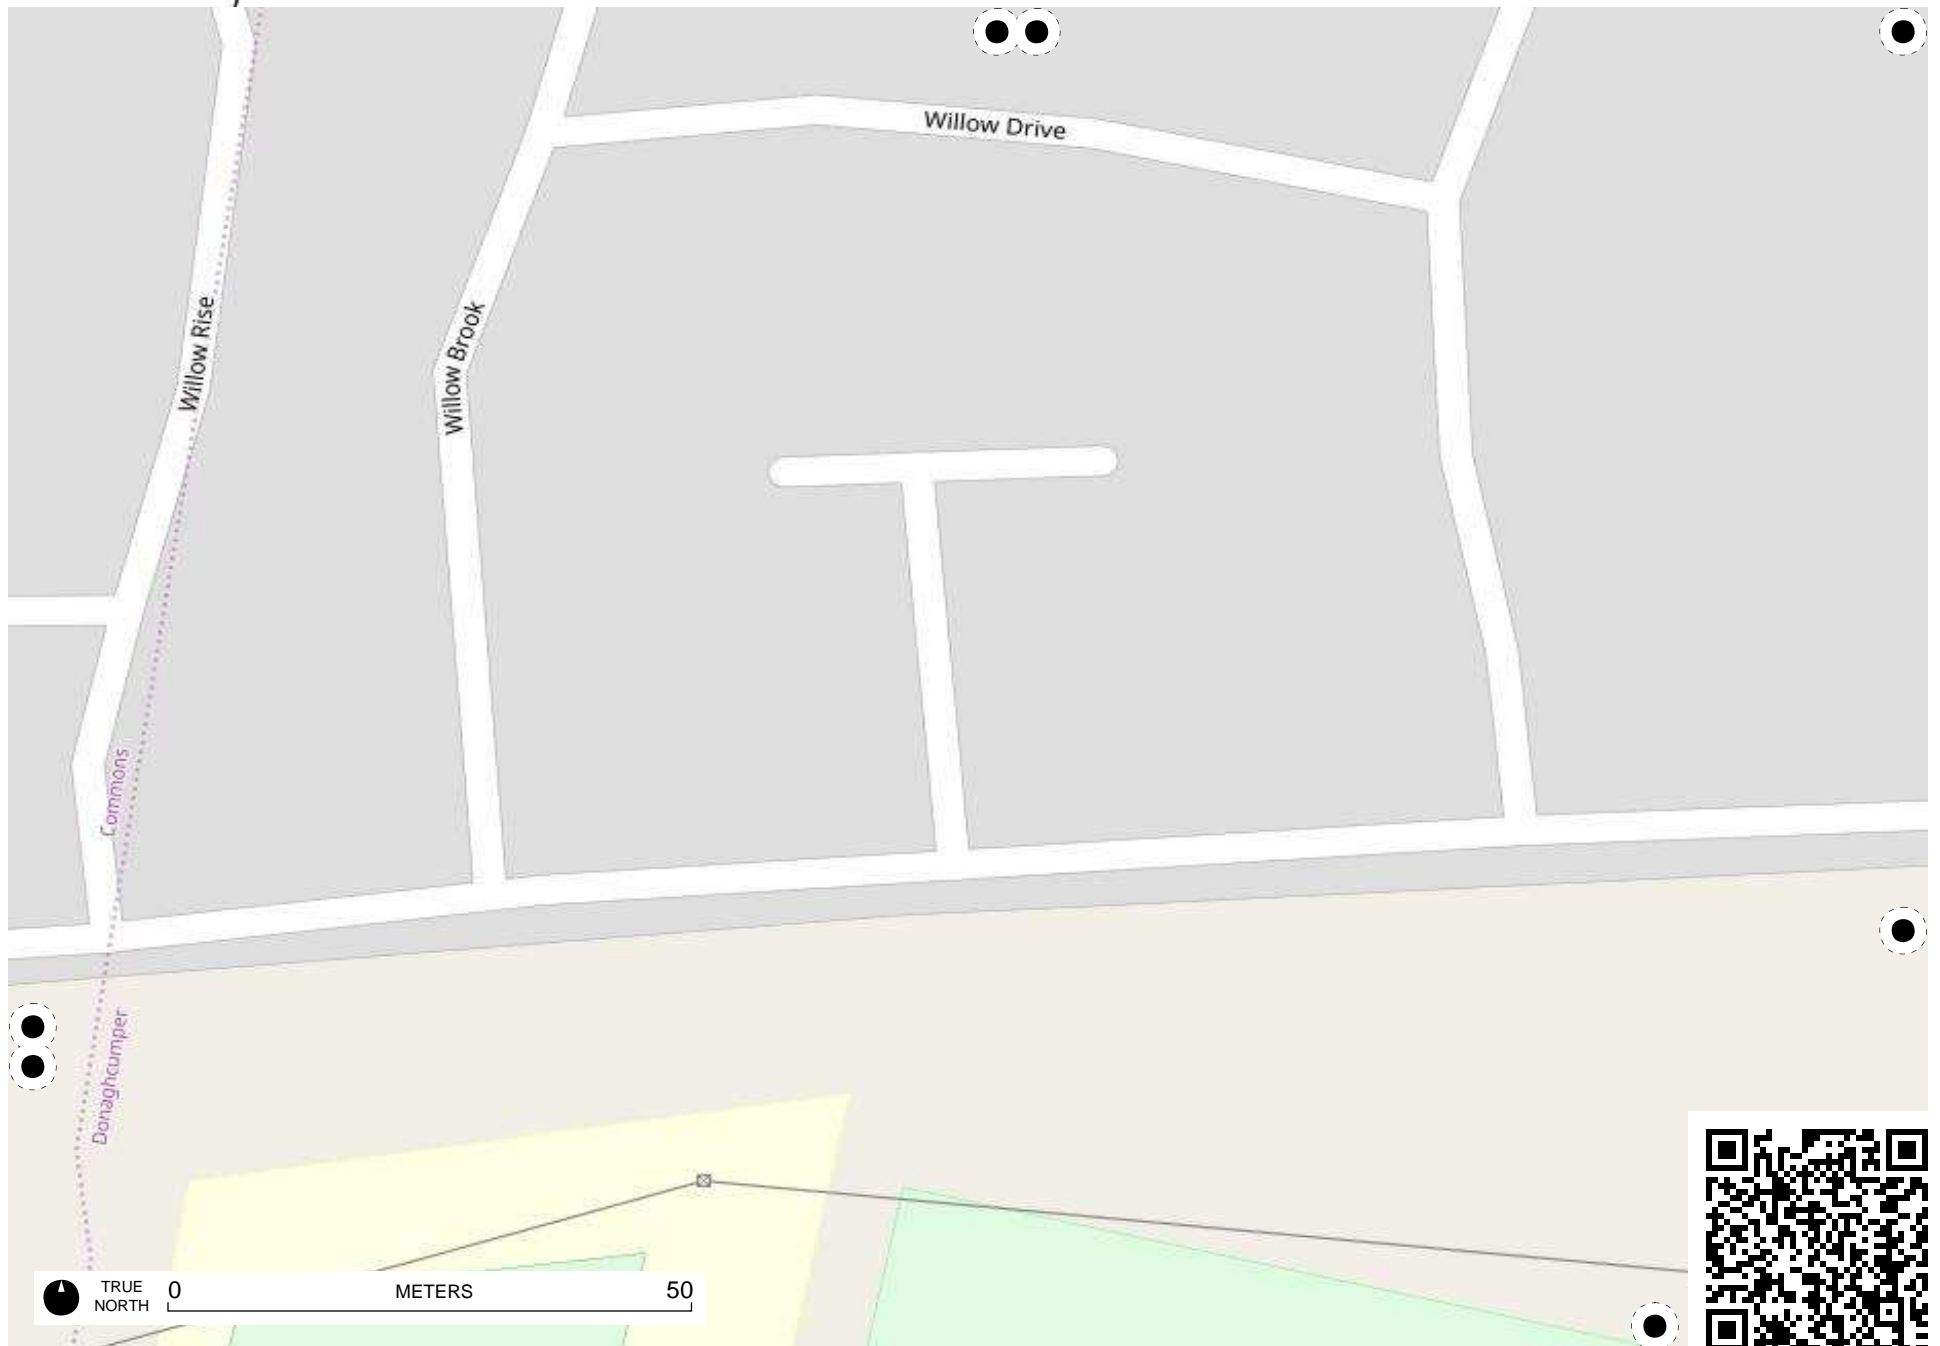 Willow Drive
Willow Rise
Willow Brook
Commons
Donaghcumper
TRUE
NORTH
0 METERS 50